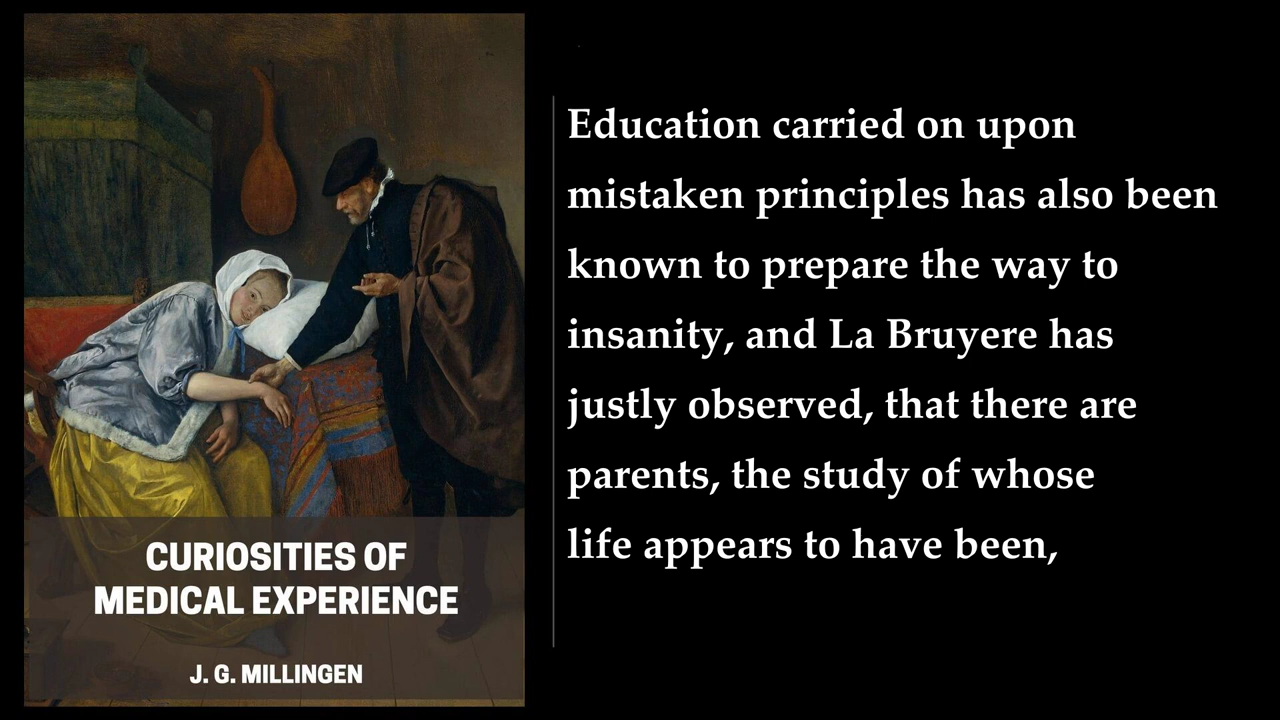 CURIOSITIES OF
MEDICAL EXPERIENCE
J. G. MILLINGEN
Education carried on upon
mistaken principles has also been
known to prepare the way to
insanity, and La Bruyere has
justly observed, that there are
parents, the study of whose
life appears to have been,